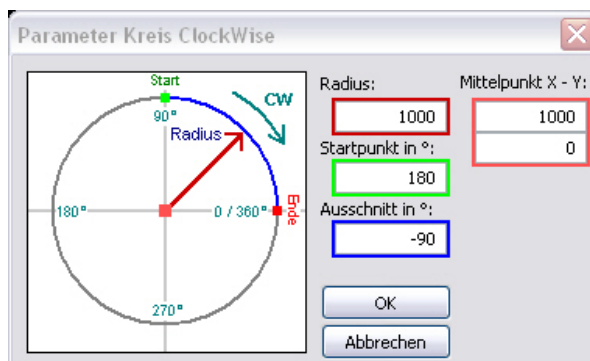 Parameter Kreis ClockWise
Start
CW
90°
Radius
180°
0 / 360°
Ende
270°
Radius:
1000
Startpunkt in °:
180
Ausschnitt in °:
-90
Mittelpunkt X - Y:
1000
0
OK
Abbrechen